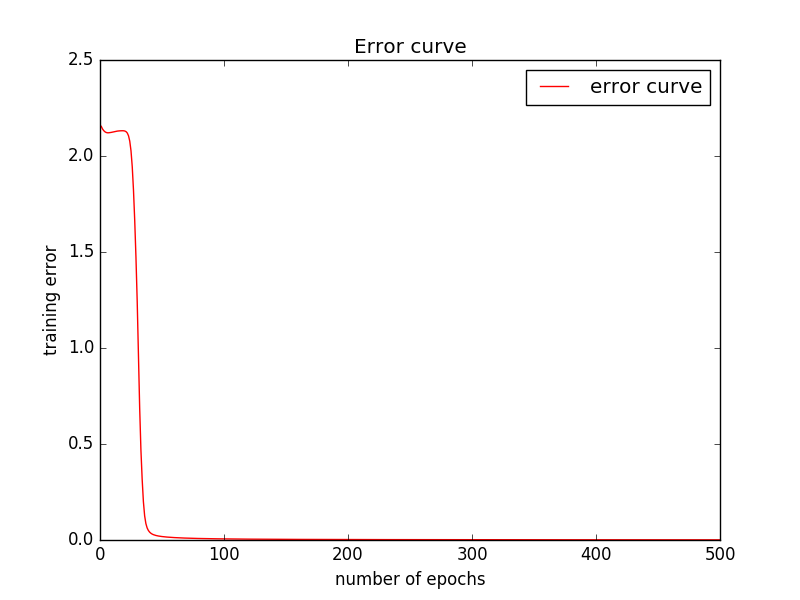 Error curve
error curve
2.5
2.0
1.5
1.0
0.5
0.0
training error
0 100 200 300 400 500
number of epochs